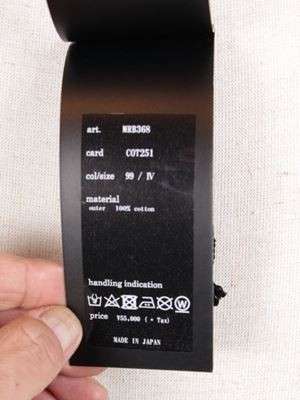 art. MRB368
card COT251
col/size 99 / Ⅳ
material
outer 100% cotton
handling indication
price ¥55,000 ( + Tax)
MADE IN JAPAN